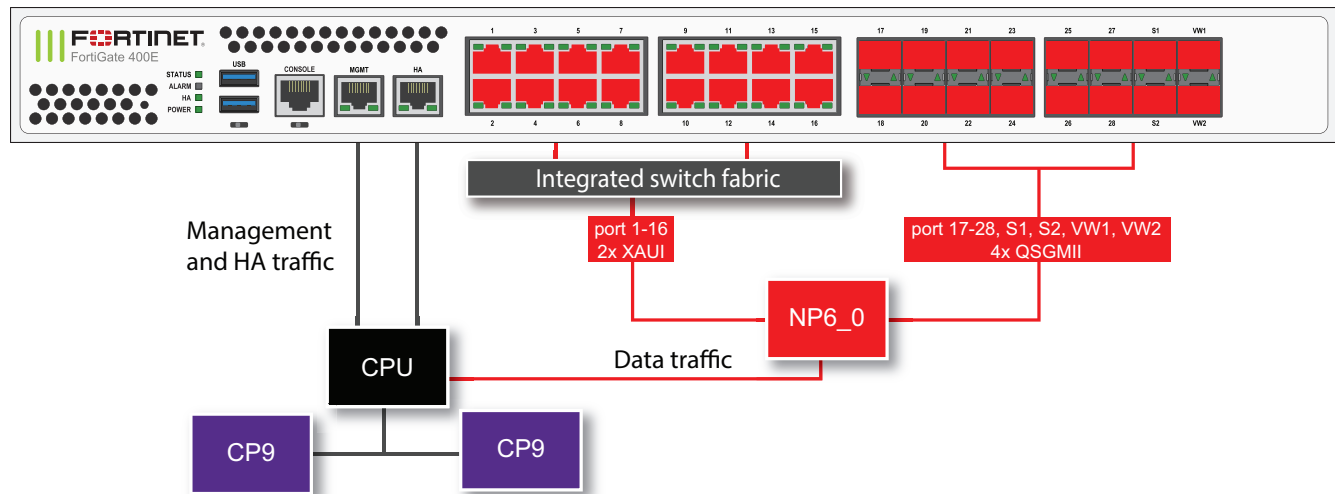 FORTINET
FortiGate 400E
STATUS
ALARM
HA
POWER
USB
CONSOLE
MGMT
HA
1 3 5 7
2 4 6 8
9 11 13 15
10 12 14 16
17 19 21 23
18 20 22 24
25 27 S1 VW1
26 28 S2 VW2
Integrated switch fabric
Management
and HA traffic
port 1-16
2x XAUI
port 17-28, S1, S2, VW1, VW2
4x QSGMII
NP6_0
Data traffic
CPU
CP9
CP9